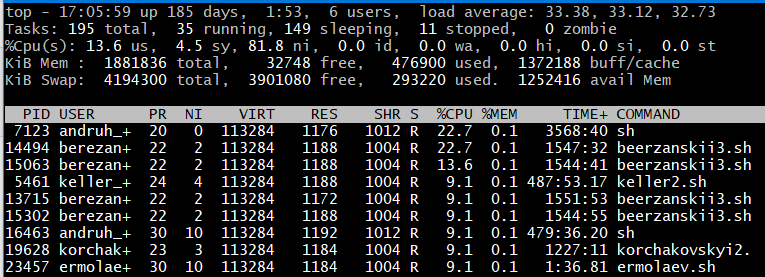 top - 17:05:59 up 185 days,  1:53,  6 users,  load average: 33.38, 33.12, 32.73
Tasks: 195 total,  35 running, 149 sleeping,  11 stopped,   0 zombie
%Cpu(s): 13.6 us,  4.5 sy, 81.8 ni,  0.0 id,  0.0 wa,  0.0 hi,  0.0 si,  0.0 st
KiB Mem :  1881836 total,    32748 free,   476900 used,  1372188 buff/cache
KiB Swap:  4194300 total,  3901080 free,   293220 used.  1252416 avail Mem
PID USER PR NI VIRT RES SHR S %CPU %MEM TIME+ COMMAND
7123 andruh_+ 20 0 113284 1176 1012 R 22.7 0.1 3568:40 sh
14494 berezan+ 22 2 113284 1188 1004 R 22.7 0.1 1547:32 beerzanskii3.sh
15063 berezan+ 22 2 113284 1188 1004 R 13.6 0.1 1544:41 beerzanskii3.sh
5461 keller_+ 24 4 113284 1188 1004 R 9.1 0.1 487:53.17 keller2.sh
13715 berezan+ 22 2 113284 1172 1004 R 9.1 0.1 1551:53 beerzanskii3.sh
15302 berezan+ 22 2 113284 1188 1004 R 9.1 0.1 1544:55 beerzanskii3.sh
16463 andruh_+ 30 10 113284 1192 1012 R 9.1 0.1 479:36.20 sh
19628 korchak+ 23 3 113284 1184 1004 R 9.1 0.1 1227:11 korchakovskyi2.
23457 ermolae+ 30 10 113284 1184 1004 R 9.1 0.1 1:36.81 ermolaev.sh